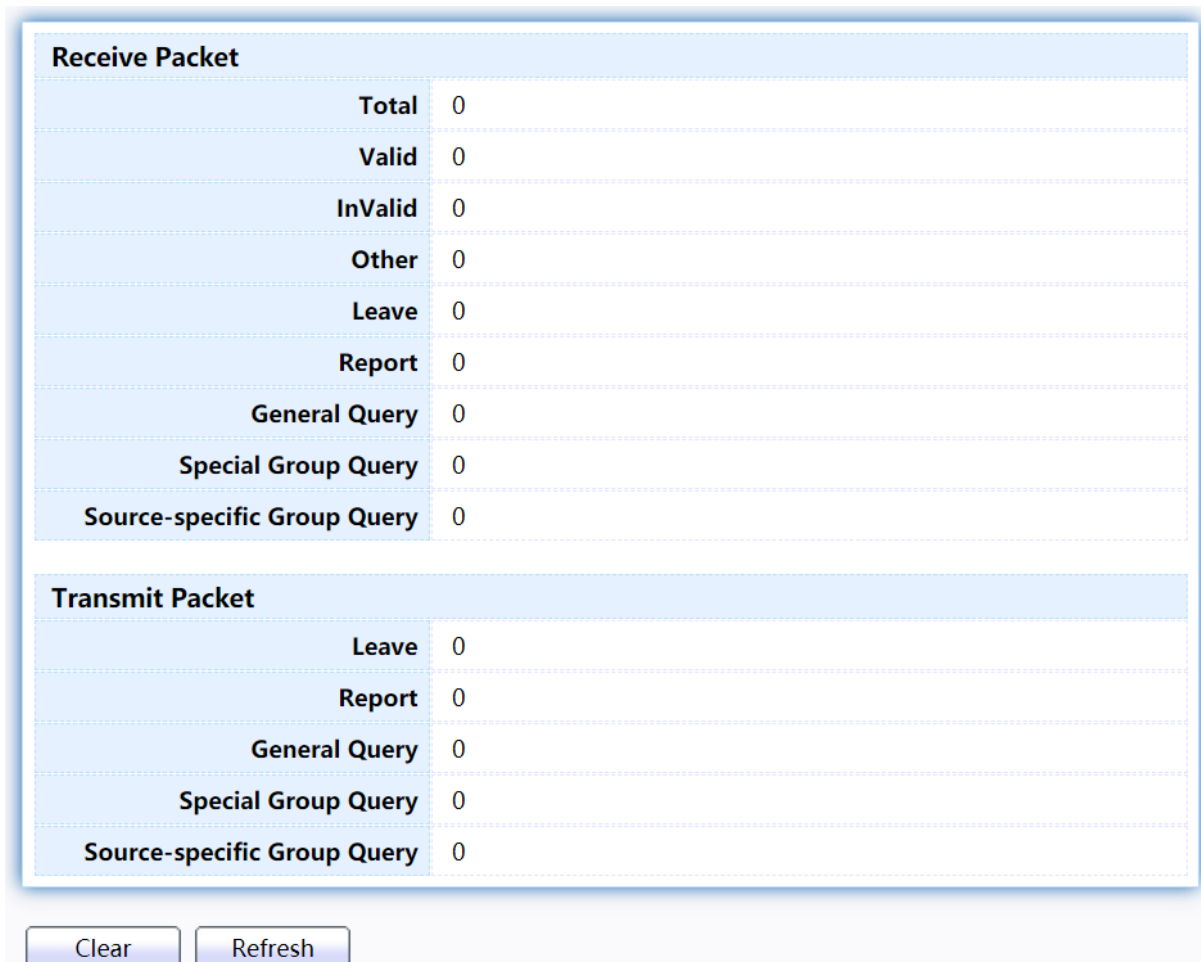 Receive Packet
Total 0
Valid 0
InValid 0
Other 0
Leave 0
Report 0
General Query 0
Special Group Query 0
Source-specific Group Query 0
Transmit Packet
Leave 0
Report 0
General Query 0
Special Group Query 0
Source-specific Group Query 0
Clear Refresh